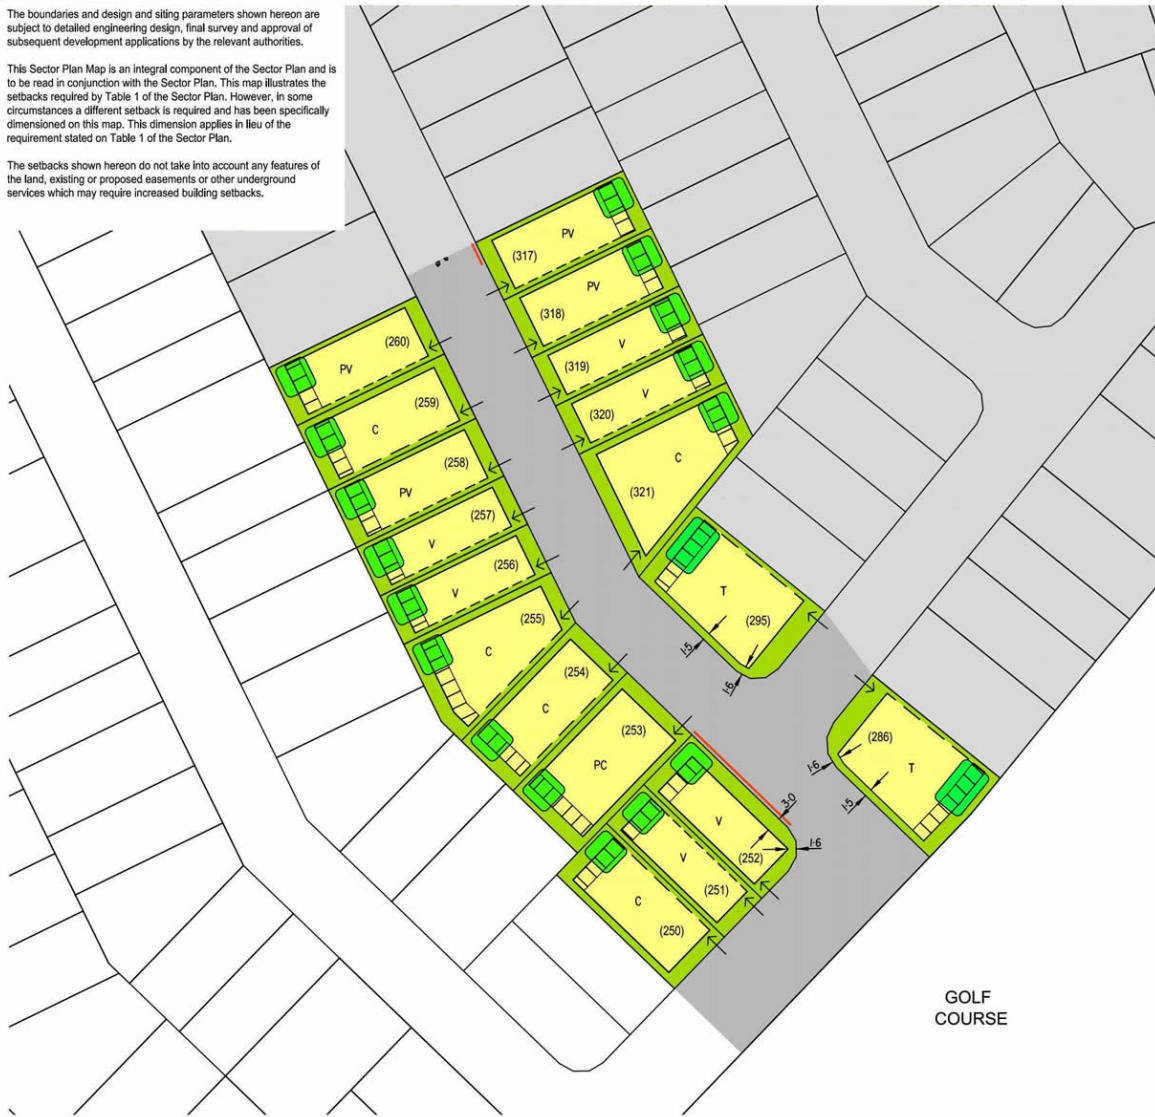 The boundaries and design and siting parameters shown hereon are
subject to detailed engineering design, final survey and approval of
subsequent development applications by the relevant authorities.
This Sector Plan Map is an integral component of the Sector Plan and is
to be read in conjunction with the Sector Plan. This map illustrates the
setbacks required by Table 1 of the Sector Plan. However, in some
circumstances a different setback is required and has been specifically
dimensioned on this map. This dimension applies in lieu of the
requirement stated on Table 1 of the Sector Plan.
The setbacks shown hereon do not take into account any features of
the land, existing or proposed easements or other underground
services which may require increased building setbacks.
PV
(317)
PV
(318)
V
(319)
V
(320)
C
(321)
(260)
PV
(259)
C
(258)
PV
(257)
V
(256)
V
(255)
C
(254)
C
(253)
PC
T
(295)
1·5
1·6
(286)
T
1·6
1·5
3·0
1·6
V
(252)
V
(251)
C
(250)
GOLF
COURSE